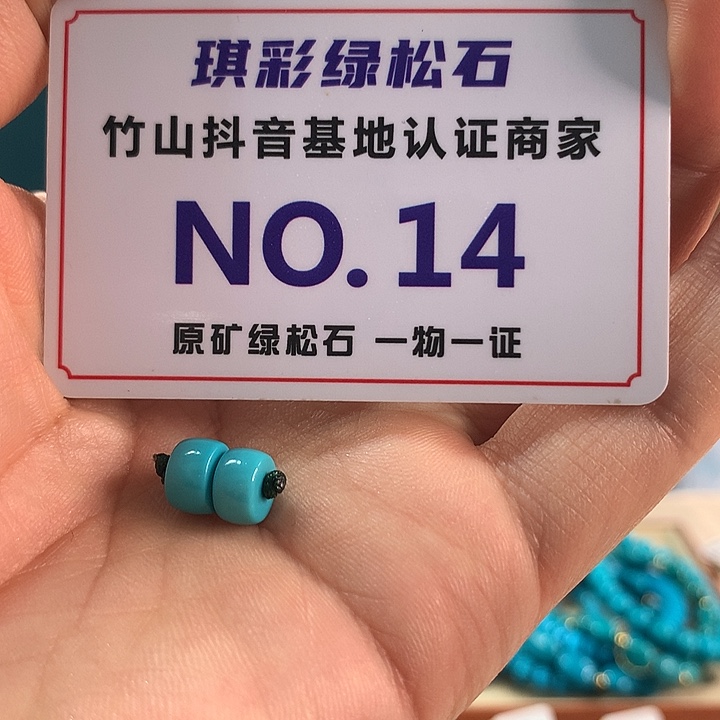 琪彩绿松石
竹山抖音基地认证商家
NO.14
原矿绿松石 一物一证